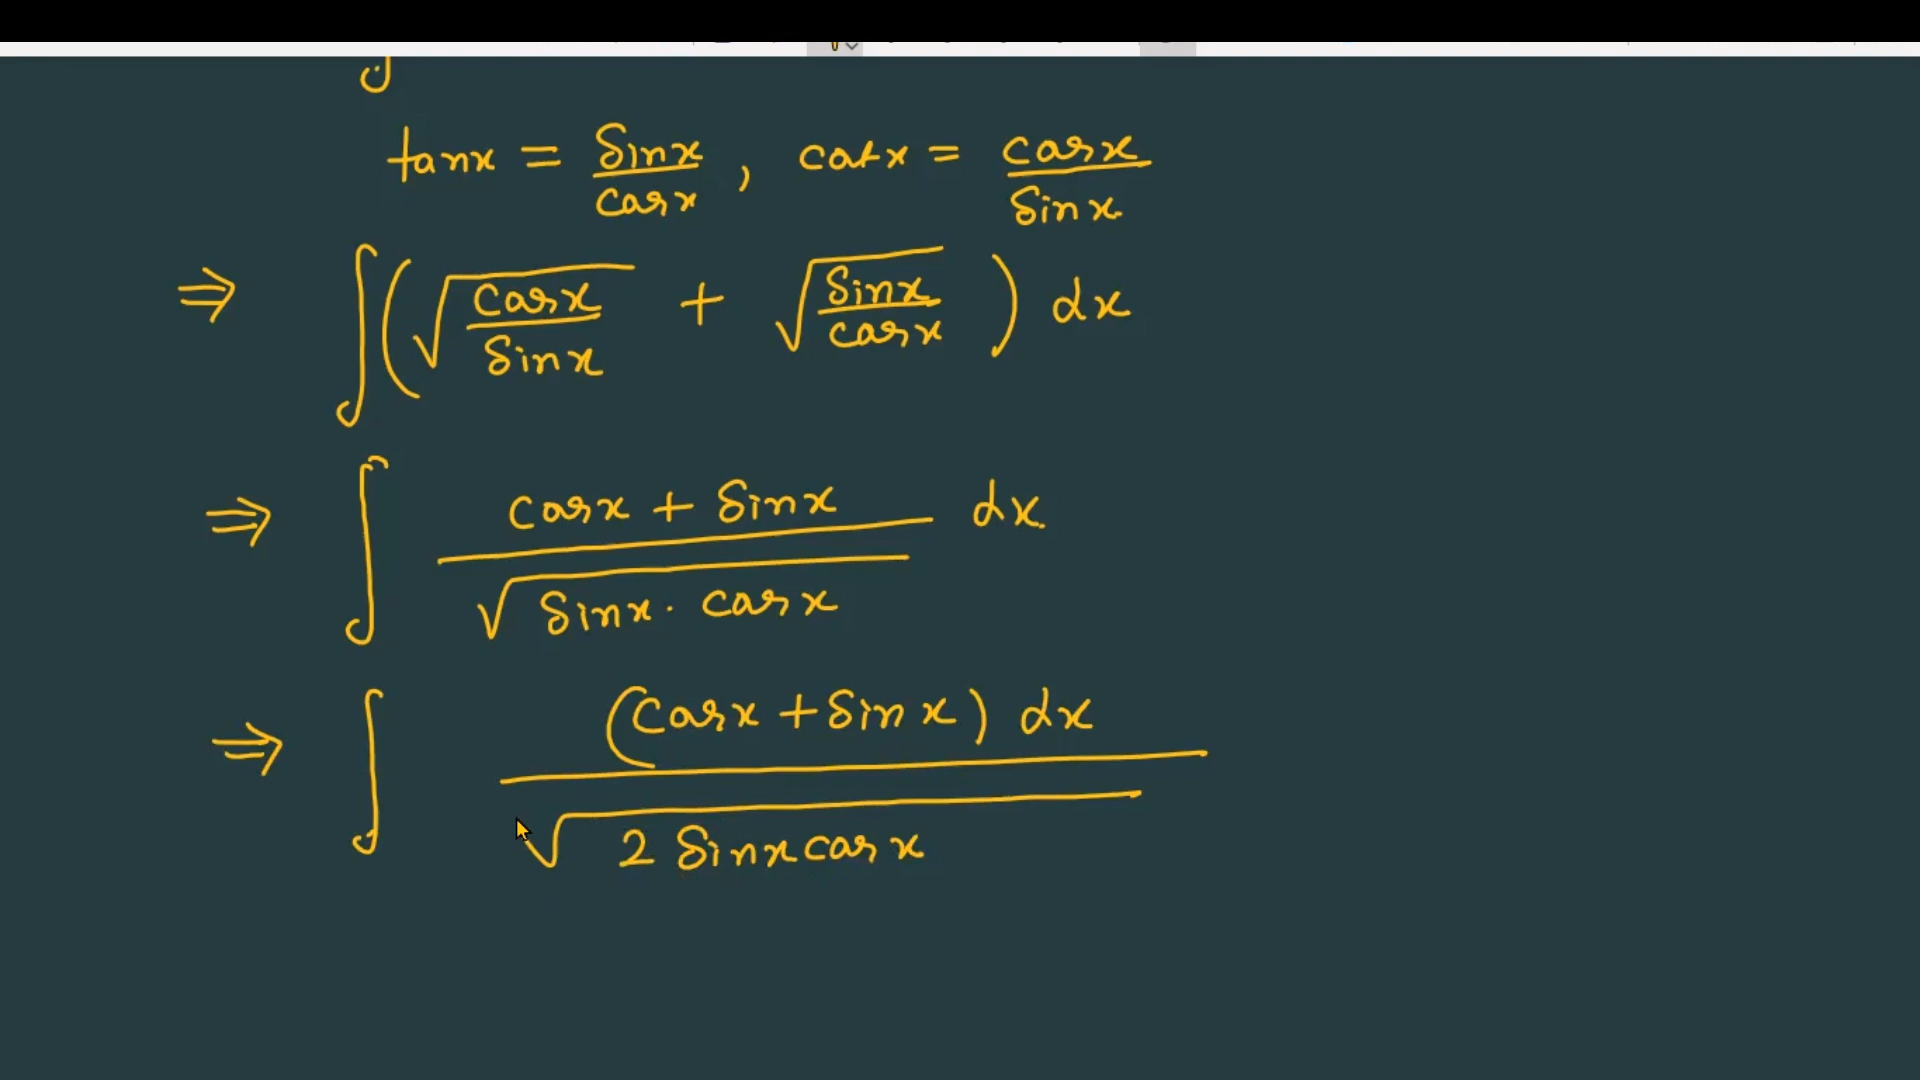 tanx = sinx/cosx , cotx = cosx/sinx
⇒ ∫(√(cosx/sinx) + √(sinx/cosx)) dx
⇒ ∫ (cosx + sinx)/√(sinx · cosx) dx
⇒ ∫ (cosx + sinx) dx/√(2 sinx cosx)